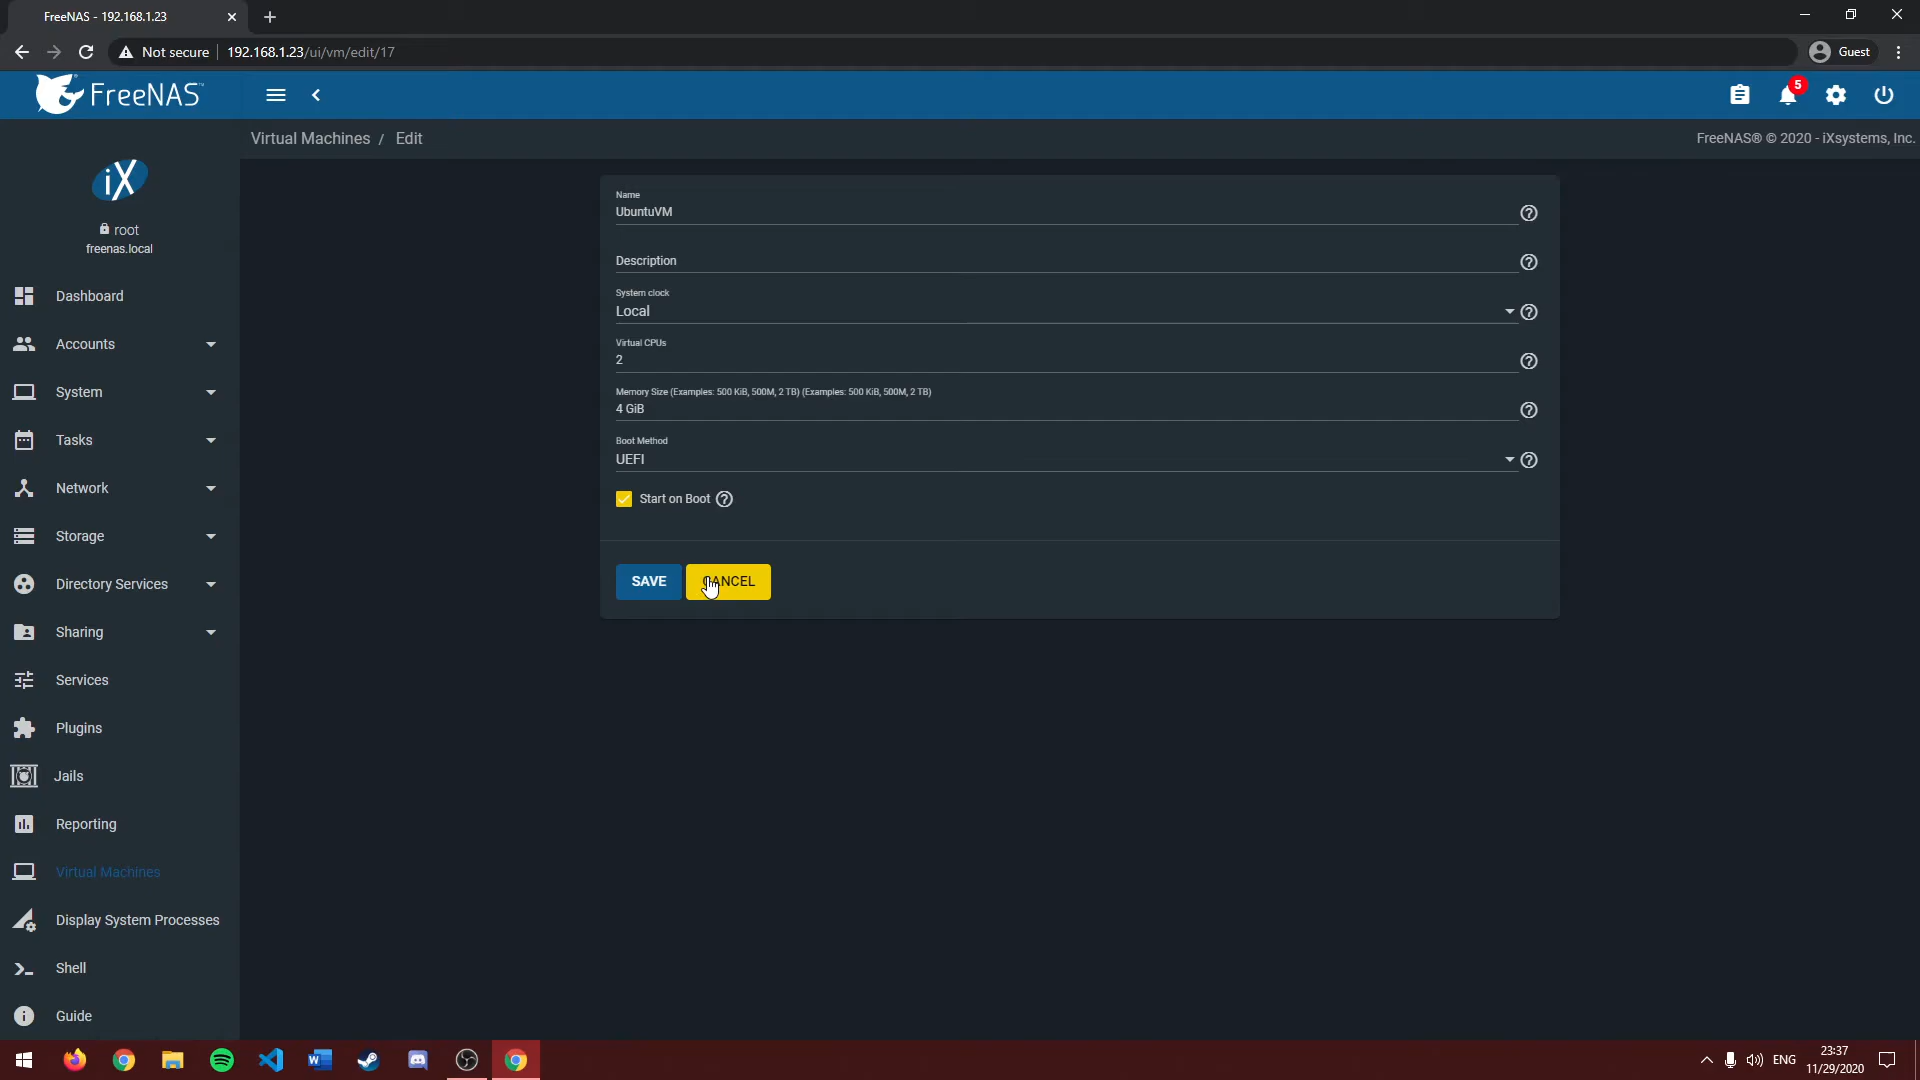 FreeNAS - 192.168.1.23
Not secure
192.168.1.23/ui/vm/edit/17
Guest
FreeNAS™
5
Virtual Machines / Edit
FreeNAS® © 2020 - iXsystems, Inc.
iX
root
freenas.local
Dashboard
Accounts
System
Tasks
Network
Storage
Directory Services
Sharing
Services
Plugins
Jails
Reporting
Virtual Machines
Display System Processes
Shell
Guide
Name
UbuntuVM
Description
System clock
Local
Virtual CPUs
2
Memory Size (Examples: 500 KiB, 500M, 2 TB) (Examples: 500 KiB, 500M, 2 TB)
4 GiB
Boot Method
UEFI
Start on Boot
SAVE
CANCEL
ENG
23:37
11/29/2020